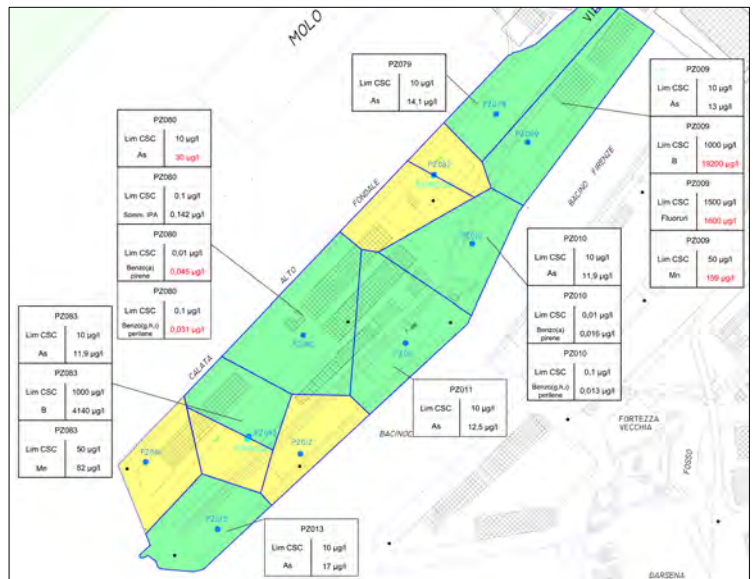 MOLO
PZ079
Lim CSC 10 µg/l
As 14,1 µg/l
PZ009
Lim CSC 10 µg/l
As 13 µg/l
PZ009
Lim CSC 1000 µg/l
B 19200 µg/l
PZ009
Lim CSC 1500 µg/l
Fluoruri 1600 µg/l
PZ009
Lim CSC 50 µg/l
Mn 159 µg/l
PZ080
Lim CSC 10 µg/l
As 30 µg/l
PZ080
Lim CSC 0.1 µg/l
Somm. IPA 0,142 µg/l
PZ080
Lim CSC 0,01 µg/l
Benzo(a)
pirene 0,045 µg/l
PZ080
Lim CSC 0.1 µg/l
Benzo(g,h,i)
perilene 0,031 µg/l
PZ010
Lim CSC 10 µg/l
As 11,9 µg/l
PZ010
Lim CSC 0,01 µg/l
Benzo(a)
pirene 0,016 µg/l
PZ010
Lim CSC 0,1 µg/l
Benzo(g,h,i)
perilene 0,013 µg/l
PZ083
Lim CSC 10 µg/l
As 11,9 µg/l
PZ083
Lim CSC 1000 µg/l
B 4140 µg/l
PZ083
Lim CSC 50 µg/l
Mn 82 µg/l
PZ011
Lim CSC 10 µg/l
As 12,5 µg/l
PZ013
Lim CSC 10 µg/l
As 17 µg/l
CALATA
ALTO
FONDALE
BACINO FIRENZE
FORTEZZA
VECCHIA
FOSSO
DARSENA
PZ079
PZ012
PZ013